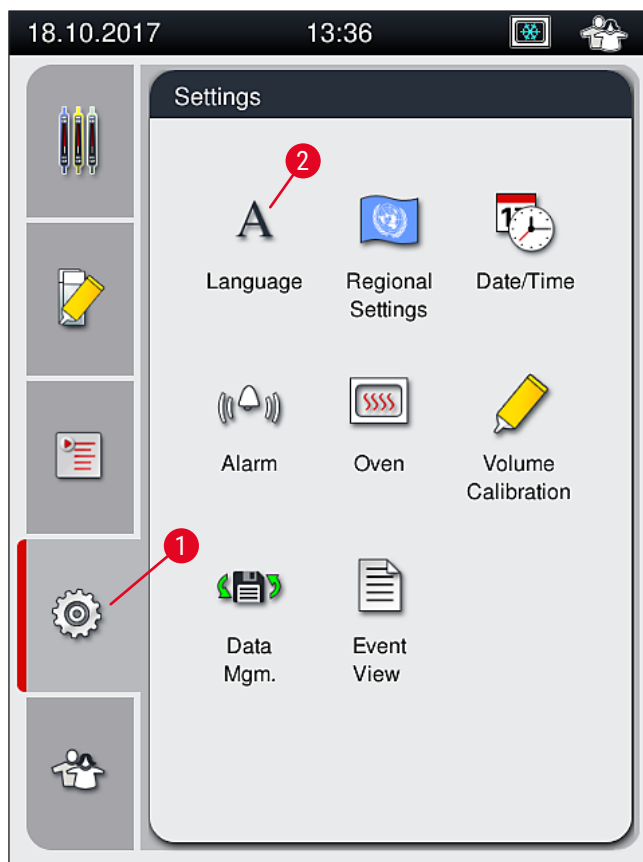 18.10.2017 13:36
Settings
2
Language Regional Settings Date/Time
Alarm Oven Volume Calibration
1
Data Mgm. Event View